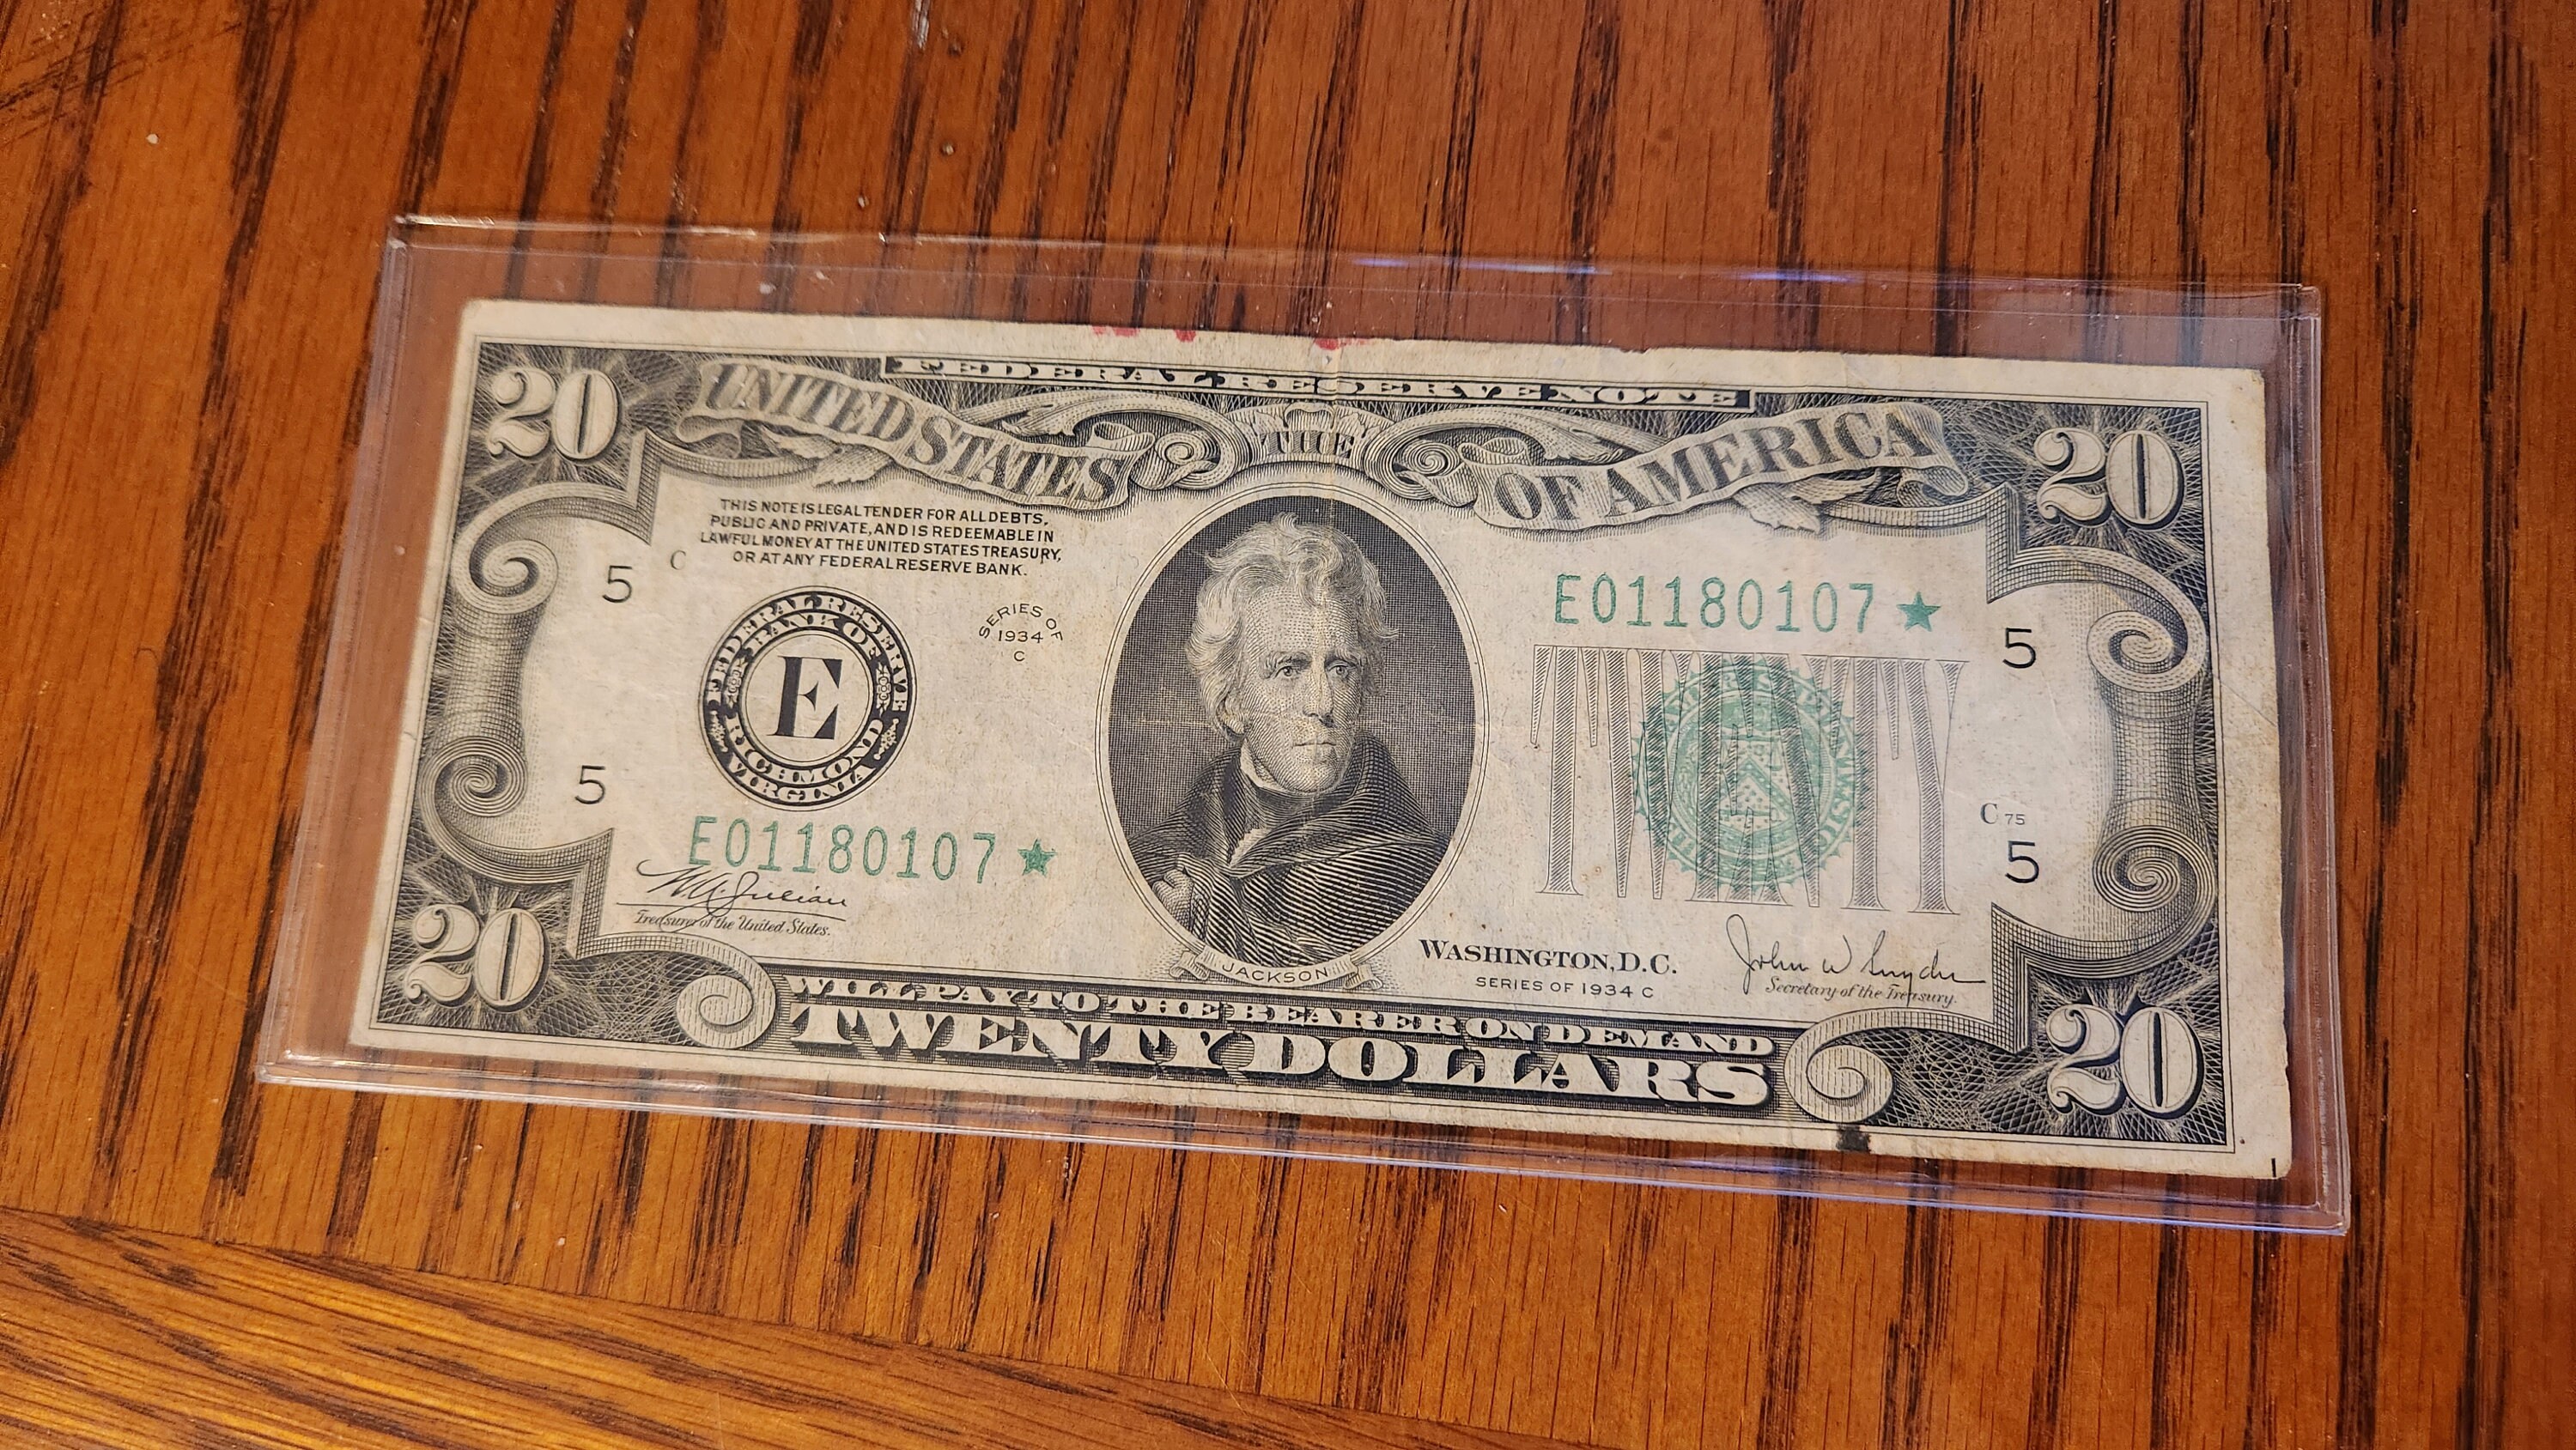 FEDERAL RESERVE NOTE
20
UNITED STATES
THE
OF AMERICA
20
THIS NOTE IS LEGAL TENDER FOR ALL DEBTS,
PUBLIC AND PRIVATE, AND IS REDEEMABLE IN
LAWFUL MONEY AT THE UNITED STATES TREASURY,
OR AT ANY FEDERAL RESERVE BANK.
5
C
E01180107★
FEDERAL RESERVE
BANK OF
E
RICHMOND
VIRGINIA
SERIES OF
1934
C
5
TWENTY
5
E01180107★
C 75
5
W A Julian
Treasurer of the United States.
20
JACKSON
WASHINGTON, D.C.
SERIES OF 1934 C
John W Snyder
Secretary of the Treasury.
WILL PAY TO THE BEARER ON DEMAND
TWENTY DOLLARS
20